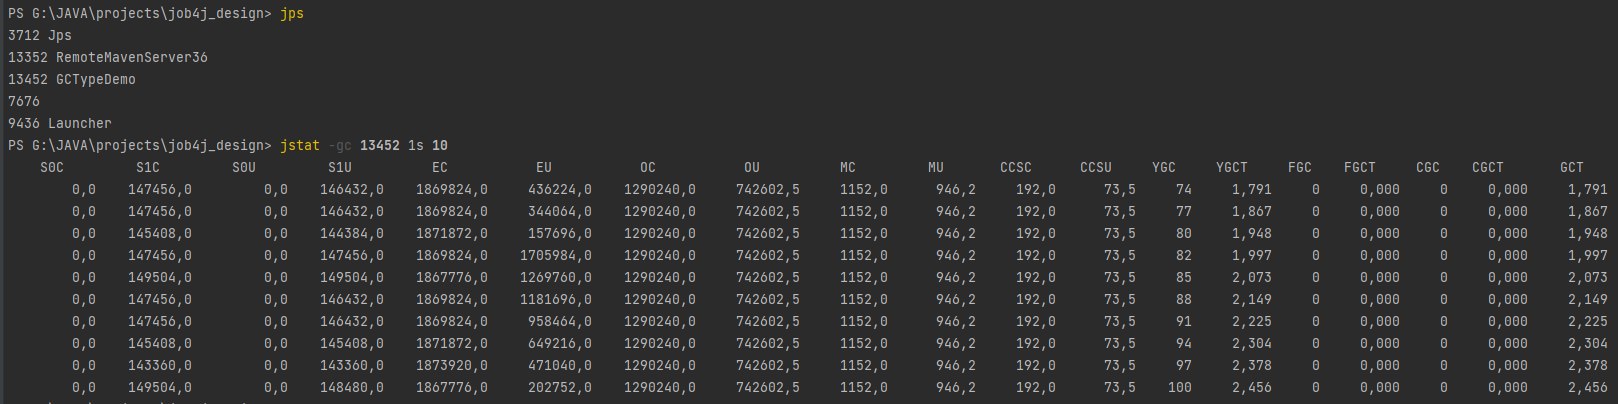 PS G:\JAVA\projects\job4j_design> jps
3712 Jps
13352 RemoteMavenServer36
13452 GCTypeDemo
7676
9436 Launcher
PS G:\JAVA\projects\job4j_design> jstat -gc 13452 1s 10
S0C S1C S0U S1U EC EU OC OU MC MU CCSC CCSU YGC YGCT FGC FGCT CGC CGCT GCT
0,0 147456,0 0,0 146432,0 1869824,0 436224,0 1290240,0 742602,5 1152,0 946,2 192,0 73,5 74 1,791 0 0,000 0 0,000 1,791
0,0 147456,0 0,0 146432,0 1869824,0 344064,0 1290240,0 742602,5 1152,0 946,2 192,0 73,5 77 1,867 0 0,000 0 0,000 1,867
0,0 145408,0 0,0 144384,0 1871872,0 157696,0 1290240,0 742602,5 1152,0 946,2 192,0 73,5 80 1,948 0 0,000 0 0,000 1,948
0,0 147456,0 0,0 147456,0 1869824,0 1705984,0 1290240,0 742602,5 1152,0 946,2 192,0 73,5 82 1,997 0 0,000 0 0,000 1,997
0,0 149504,0 0,0 149504,0 1867776,0 1269760,0 1290240,0 742602,5 1152,0 946,2 192,0 73,5 85 2,073 0 0,000 0 0,000 2,073
0,0 147456,0 0,0 146432,0 1869824,0 1181696,0 1290240,0 742602,5 1152,0 946,2 192,0 73,5 88 2,149 0 0,000 0 0,000 2,149
0,0 147456,0 0,0 146432,0 1869824,0 958464,0 1290240,0 742602,5 1152,0 946,2 192,0 73,5 91 2,225 0 0,000 0 0,000 2,225
0,0 145408,0 0,0 145408,0 1871872,0 649216,0 1290240,0 742602,5 1152,0 946,2 192,0 73,5 94 2,304 0 0,000 0 0,000 2,304
0,0 143360,0 0,0 143360,0 1873920,0 471040,0 1290240,0 742602,5 1152,0 946,2 192,0 73,5 97 2,378 0 0,000 0 0,000 2,378
0,0 149504,0 0,0 148480,0 1867776,0 202752,0 1290240,0 742602,5 1152,0 946,2 192,0 73,5 100 2,456 0 0,000 0 0,000 2,456